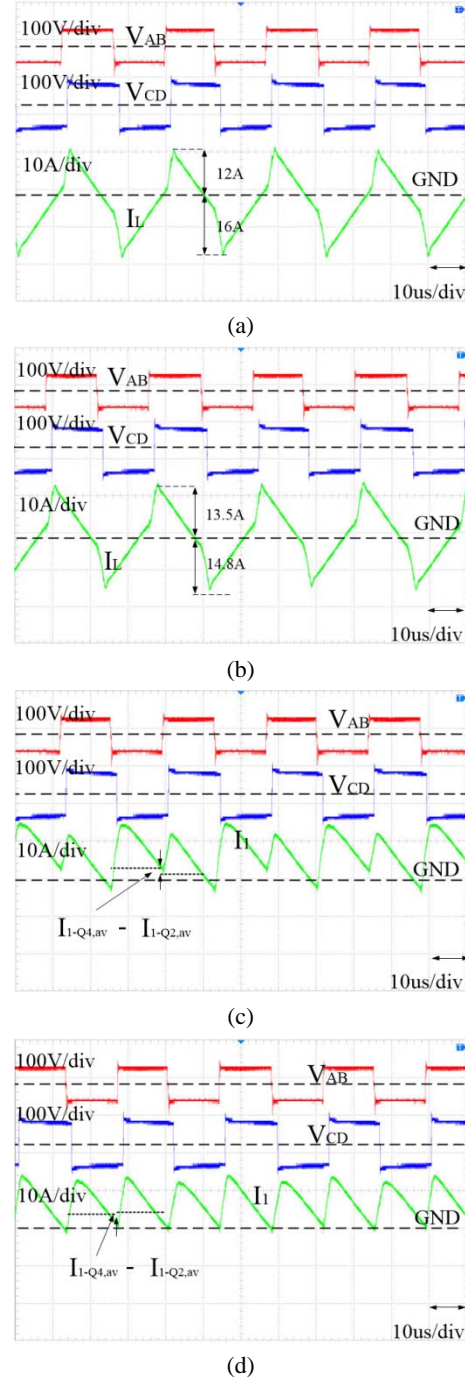 100V/div
VAB
100V/div
VCD
10A/div
12A
GND
IL
16A
10us/div
(a)
100V/div
VAB
100V/div
VCD
10A/div
13.5A
GND
IL
14.8A
10us/div
(b)
100V/div
VAB
100V/div
VCD
10A/div
I1
GND
I1-Q4,av - I1-Q2,av
10us/div
(c)
100V/div
VAB
100V/div
VCD
10A/div
I1
GND
I1-Q4,av - I1-Q2,av
10us/div
(d)